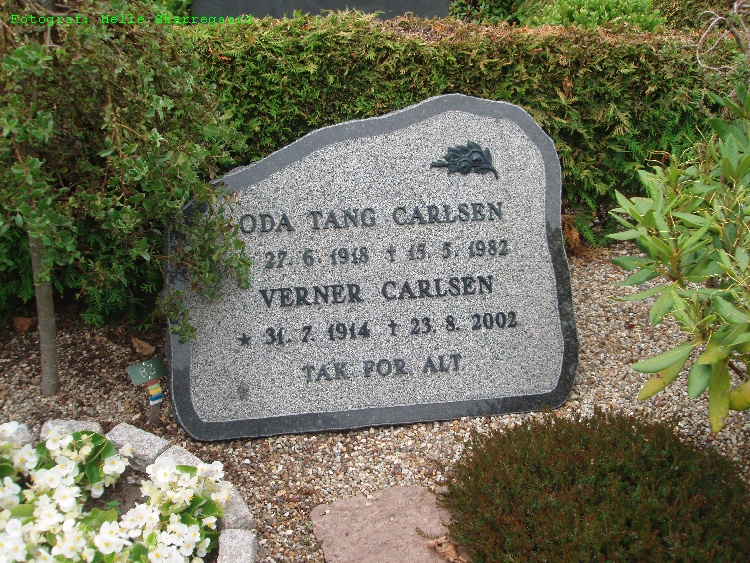 Fotograf: Helle Skarregaard
ODA TANG CARLSEN
27. 6. 1918 † 15. 5. 1982
VERNER CARLSEN
★ 31. 7. 1914 † 23. 8. 2002
TAK FOR ALT